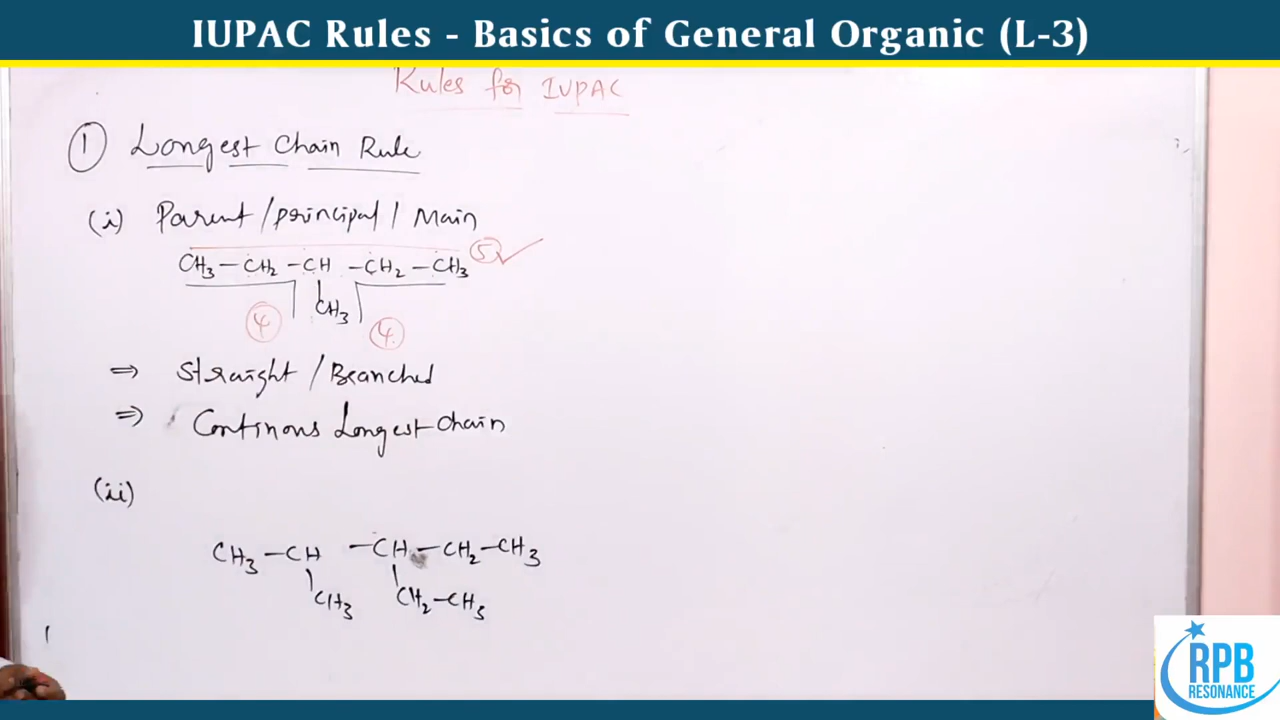 IUPAC Rules - Basics of General Organic (L-3)
Rules for IUPAC
① Longest Chain Rule
(i) Parent / principal / Main
CH₃ — CH₂ — CH — CH₂ — CH₃ ⑤ ✓
CH₃
④ ④
⇒ Straight / Branched
⇒ Continous Longest chain
(ii)
CH₃ — CH — CH — CH₂ — CH₃
CH₃ CH₂ — CH₃
RPB
RESONANCE